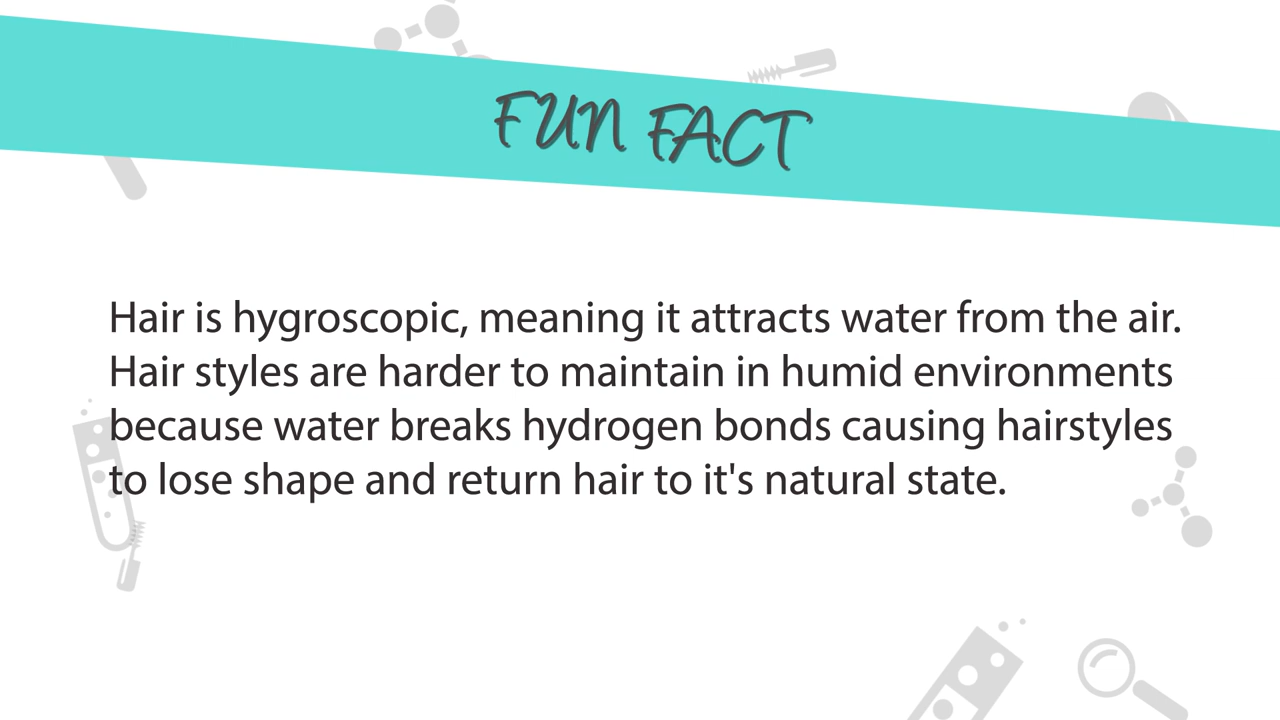 FUN FACT
Hair is hygroscopic, meaning it attracts water from the air.
Hair styles are harder to maintain in humid environments
because water breaks hydrogen bonds causing hairstyles
to lose shape and return hair to it's natural state.